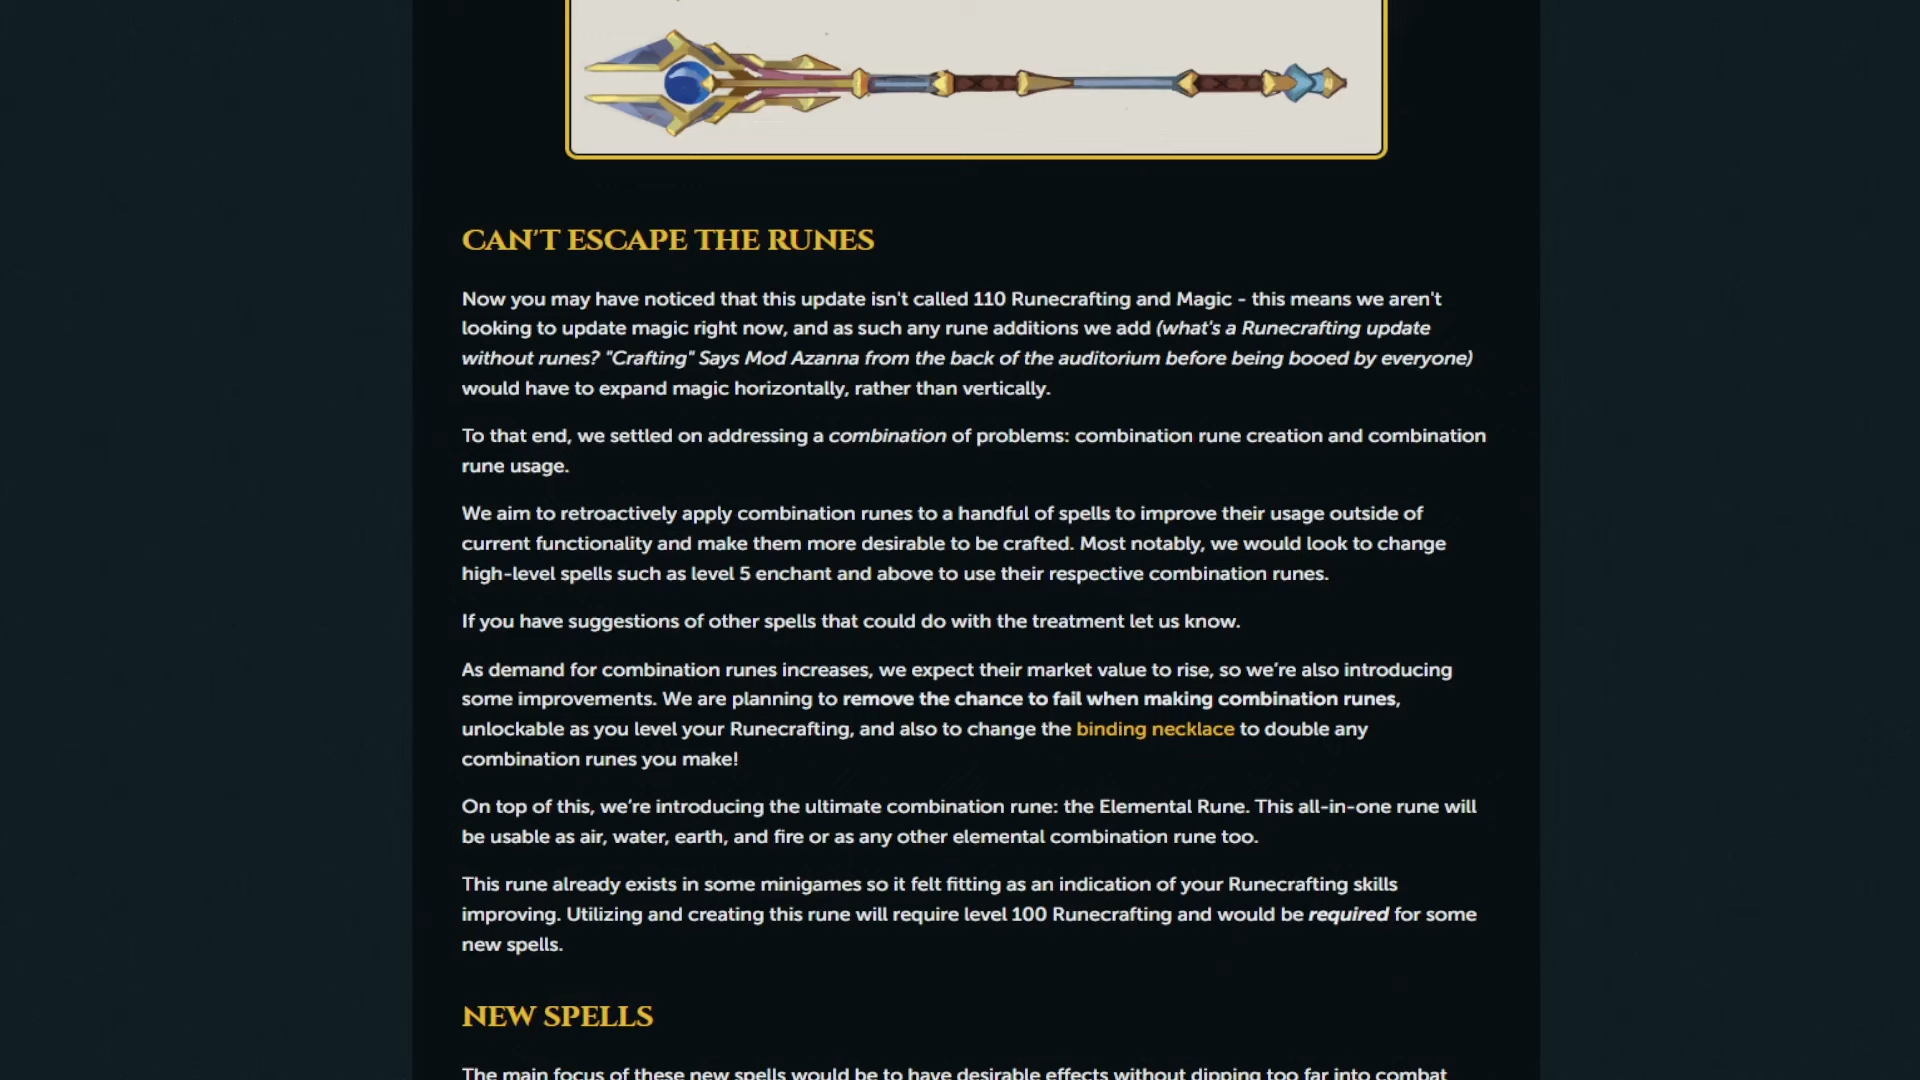 CAN'T ESCAPE THE RUNES
Now you may have noticed that this update isn't called 110 Runecrafting and Magic - this means we aren't
looking to update magic right now, and as such any rune additions we add (what's a Runecrafting update
without runes? "Crafting" Says Mod Azanna from the back of the auditorium before being booed by everyone)
would have to expand magic horizontally, rather than vertically.
To that end, we settled on addressing a combination of problems: combination rune creation and combination
rune usage.
We aim to retroactively apply combination runes to a handful of spells to improve their usage outside of
current functionality and make them more desirable to be crafted. Most notably, we would look to change
high-level spells such as level 5 enchant and above to use their respective combination runes.
If you have suggestions of other spells that could do with the treatment let us know.
As demand for combination runes increases, we expect their market value to rise, so we’re also introducing
some improvements. We are planning to remove the chance to fail when making combination runes,
unlockable as you level your Runecrafting, and also to change the binding necklace to double any
combination runes you make!
On top of this, we’re introducing the ultimate combination rune: the Elemental Rune. This all-in-one rune will
be usable as air, water, earth, and fire or as any other elemental combination rune too.
This rune already exists in some minigames so it felt fitting as an indication of your Runecrafting skills
improving. Utilizing and creating this rune will require level 100 Runecrafting and would be required for some
new spells.
NEW SPELLS
The main focus of these new spells would be to have desirable effects without dipping too far into combat